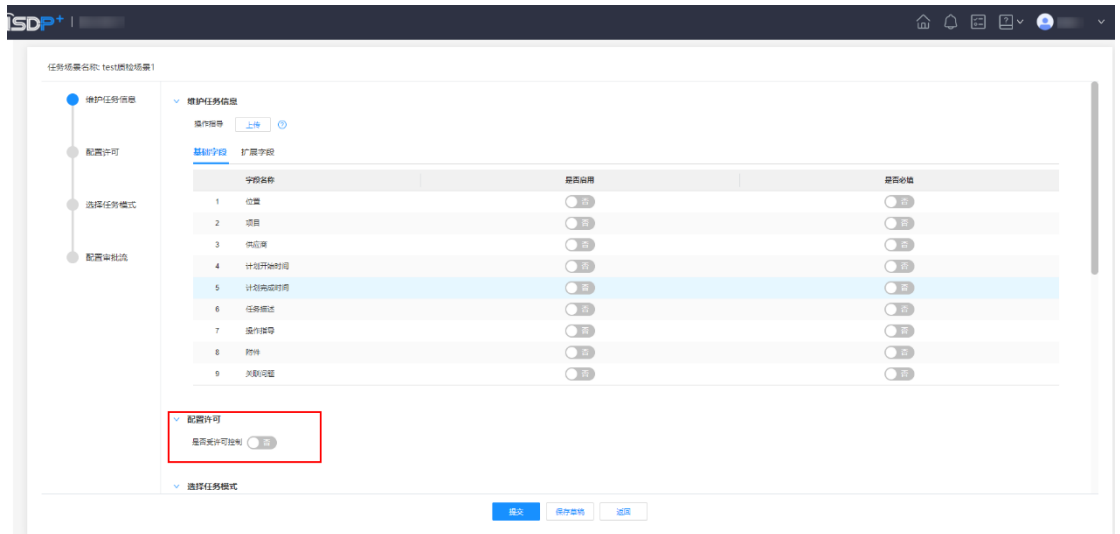 iSDP+ |
任务场景名称: test质检场景1
维护任务信息
配置许可
选择任务模式
配置审批流
维护任务信息
操作指导 上传 ?
基础字段 扩展字段
字段名称 是否启用 是否必填
1 位置 否 否
2 项目 否 否
3 供应商 否 否
4 计划开始时间 否 否
5 计划完成时间 否 否
6 任务描述 否 否
7 操作指导 否 否
8 附件 否 否
9 关联问题 否 否
配置许可
是否受许可控制 否
选择任务模式
提交 保存草稿 返回